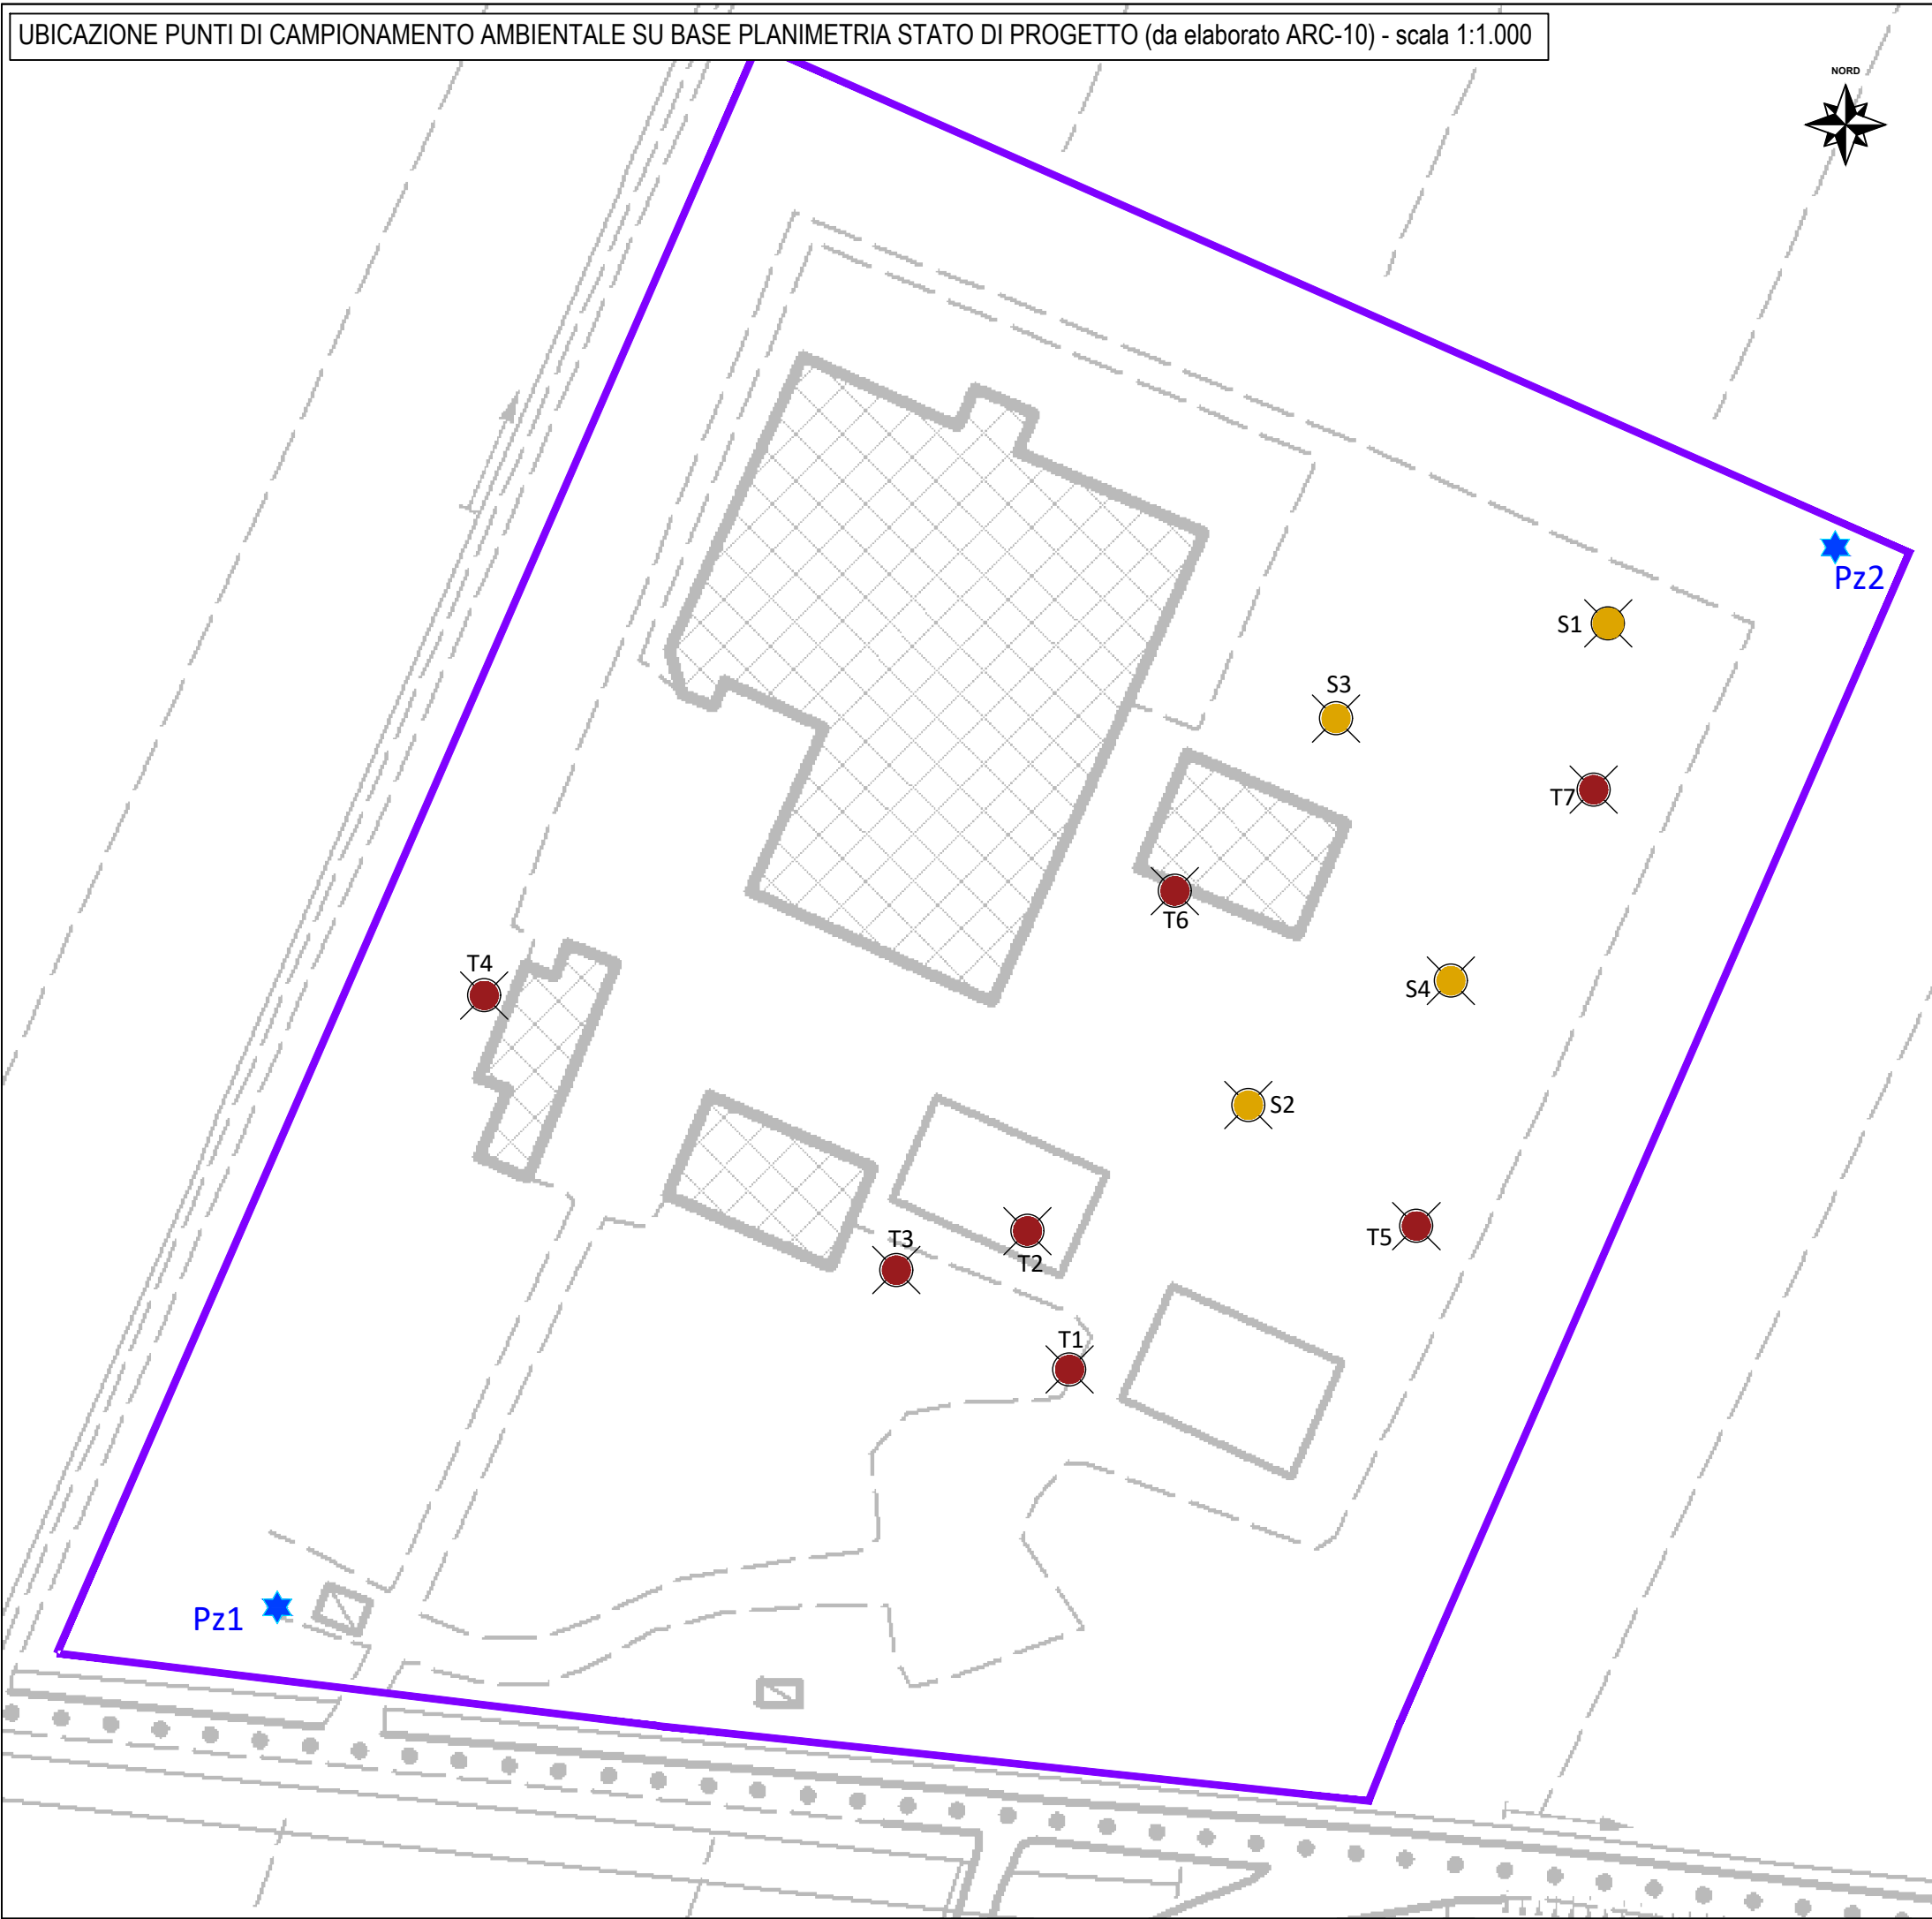 UBICAZIONE PUNTI DI CAMPIONAMENTO AMBIENTALE SU BASE PLANIMETRIA STATO DI PROGETTO (da elaborato ARC-10) - scala 1:1.000
NORD
Pz2
S1
S3
T7
T6
T4
S4
S2
T5
T3
T2
T1
Pz1